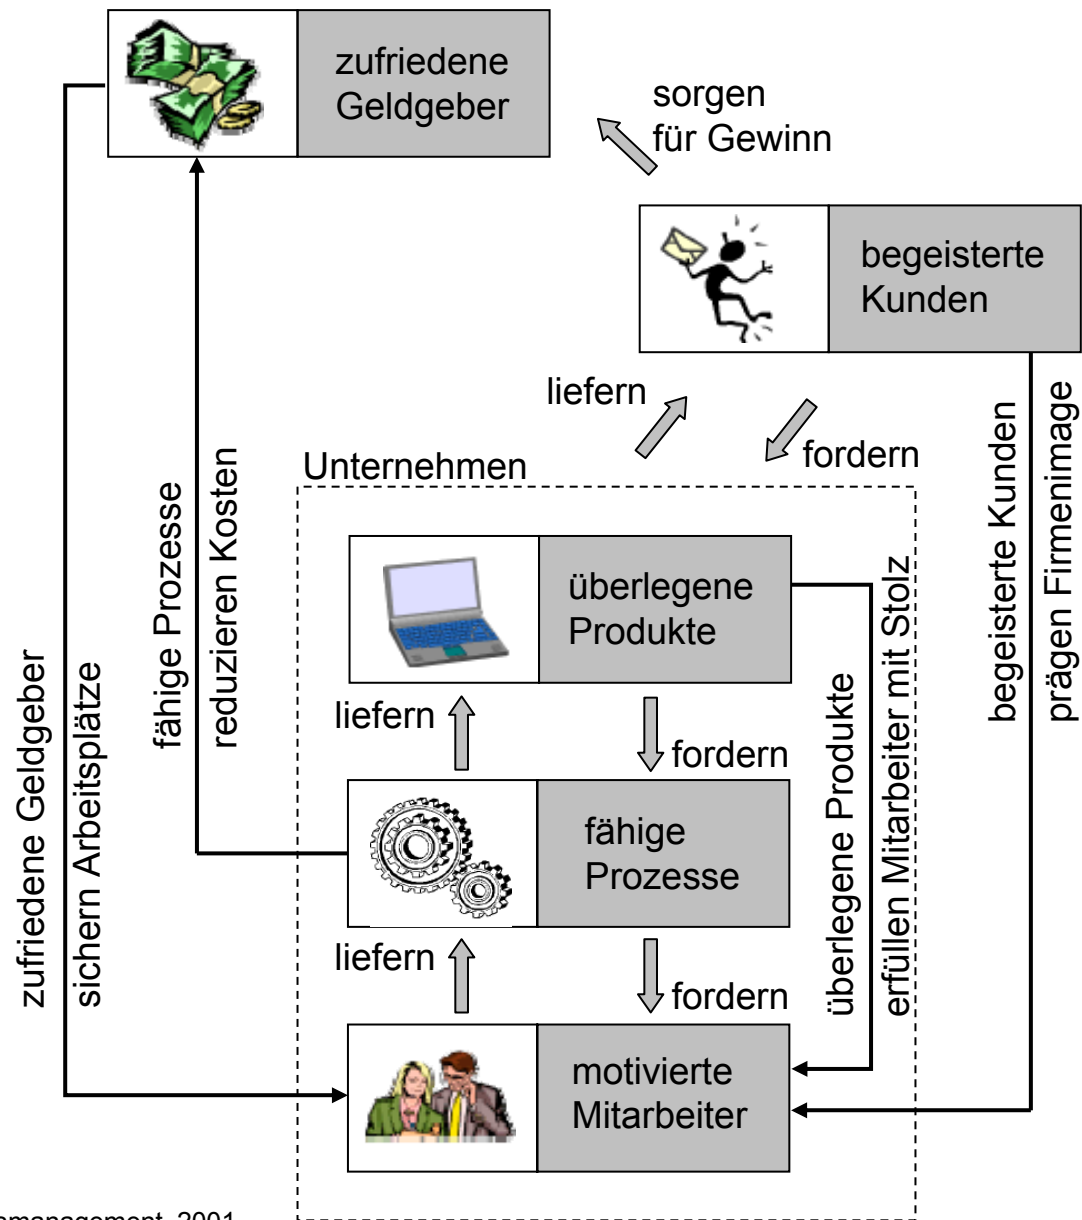 zufriedene
Geldgeber
sorgen
für Gewinn
begeisterte
Kunden
liefern
fordern
Unternehmen
überlegene
Produkte
liefern
fordern
fähige
Prozesse
liefern
fordern
motivierte
Mitarbeiter
zufriedene Geldgeber
sichern Arbeitsplätze
fähige Prozesse
reduzieren Kosten
überlegene Produkte
erfüllen Mitarbeiter mit Stolz
begeisterte Kunden
prägen Firmenimage
2001